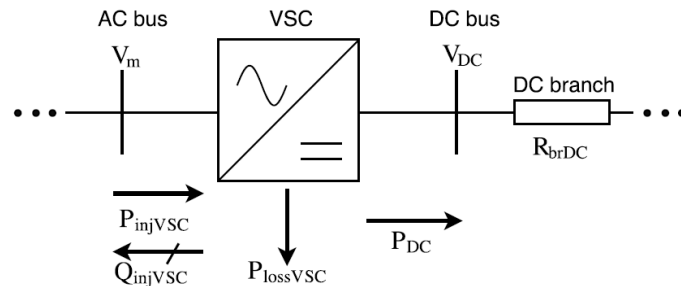 AC bus
VSC
DC bus
V_m
V_DC
DC branch
R_brDC
P_injVSC
Q_injVSC
P_lossVSC
P_DC